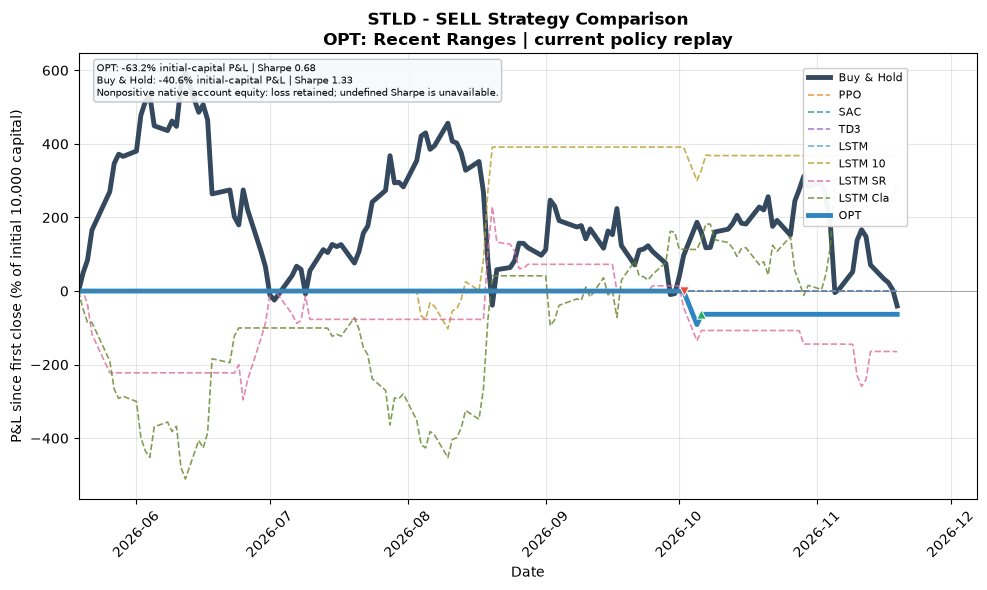 STLD - SELL Strategy Comparison
OPT: Recent Ranges | current policy replay
OPT: -63.2% initial-capital P&L | Sharpe 0.68
Buy & Hold: -40.6% initial-capital P&L | Sharpe 1.33
Nonpositive native account equity: loss retained; undefined Sharpe is unavailable.
Buy & Hold
PPO
SAC
TD3
LSTM
LSTM 10
LSTM SR
LSTM Cla
OPT
P&L since first close (% of initial 10,000 capital)
600
400
200
0
−200
−400
2026-06
2026-07
2026-08
2026-09
2026-10
2026-11
2026-12
Date